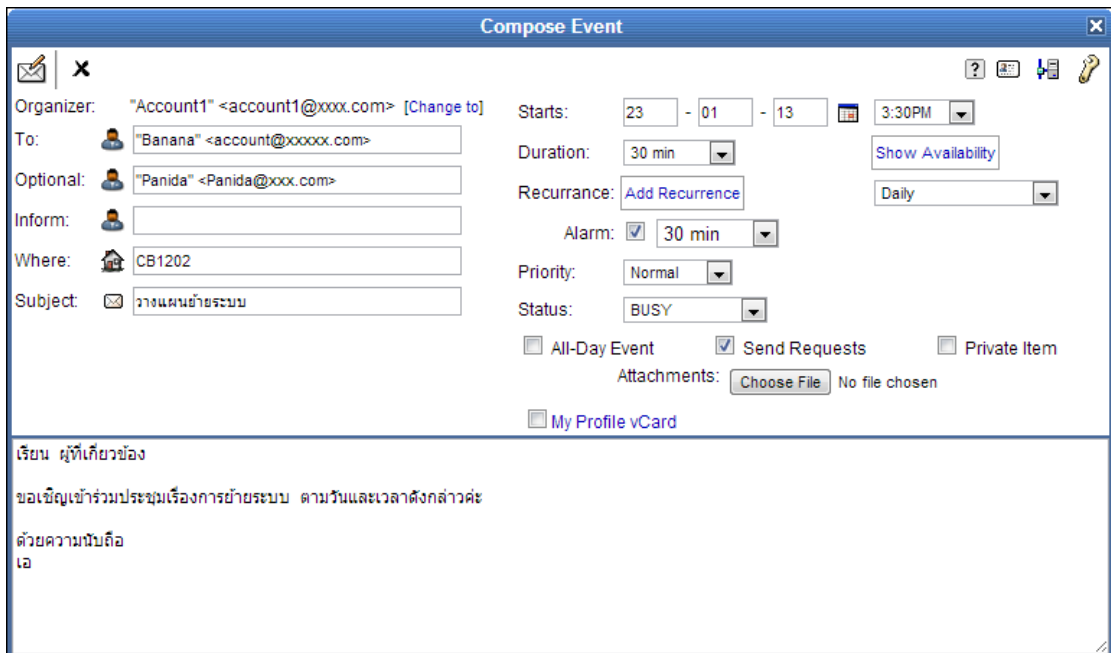 Compose Event
Organizer: "Account1" <account1@xxxx.com> [Change to]
To: "Banana" <account@xxxxx.com>
Optional: "Panida" <Panida@xxx.com>
Inform:
Where: CB1202
Subject: วางแผนย้ายระบบ
Starts: 23 - 01 - 13 3:30PM
Duration: 30 min Show Availability
Recurrance: Add Recurrence Daily
Alarm: 30 min
Priority: Normal
Status: BUSY
All-Day Event Send Requests Private Item
Attachments: Choose File No file chosen
My Profile vCard
เรียน ผู้ที่เกี่ยวข้อง
ขอเชิญเข้าร่วมประชุมเรื่องการย้ายระบบ ตามวันและเวลาดังกล่าวค่ะ
ด้วยความนับถือ
เอ